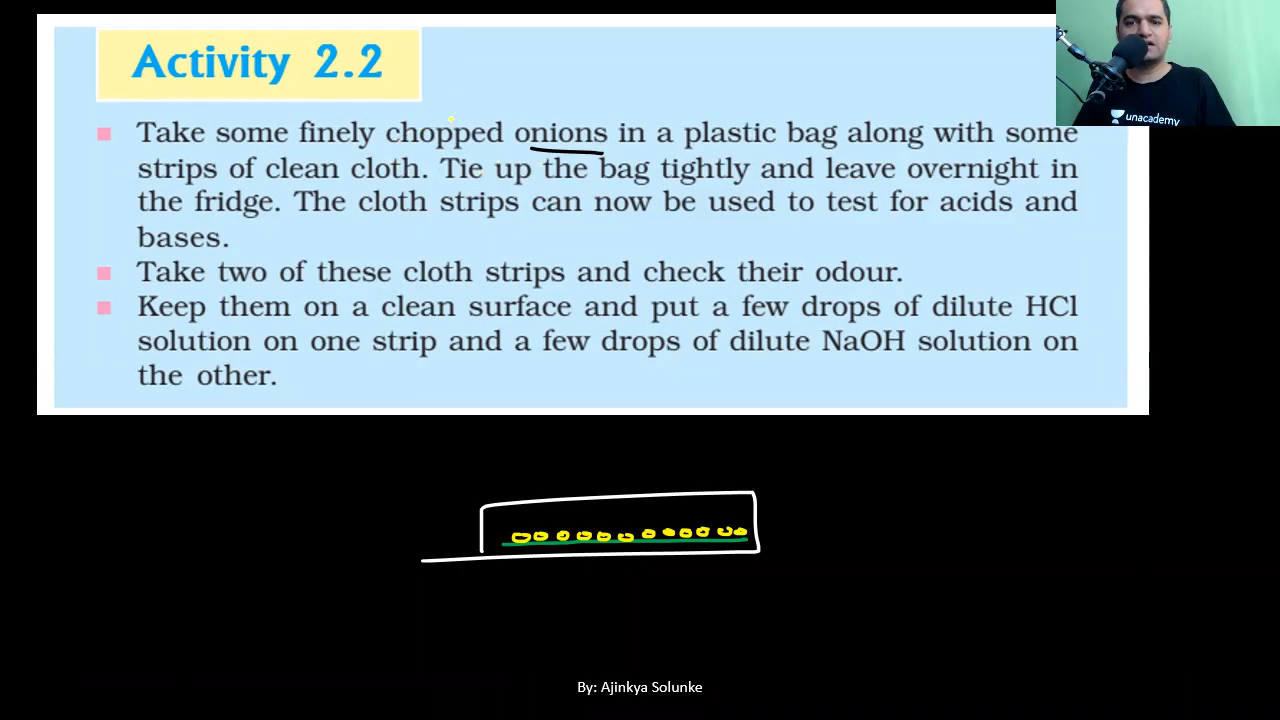 Activity 2.2
unacademy
Take some finely chopped onions in a plastic bag along with some
strips of clean cloth. Tie up the bag tightly and leave overnight in
the fridge. The cloth strips can now be used to test for acids and
bases.
Take two of these cloth strips and check their odour.
Keep them on a clean surface and put a few drops of dilute HCl
solution on one strip and a few drops of dilute NaOH solution on
the other.
By: Ajinkya Solunke